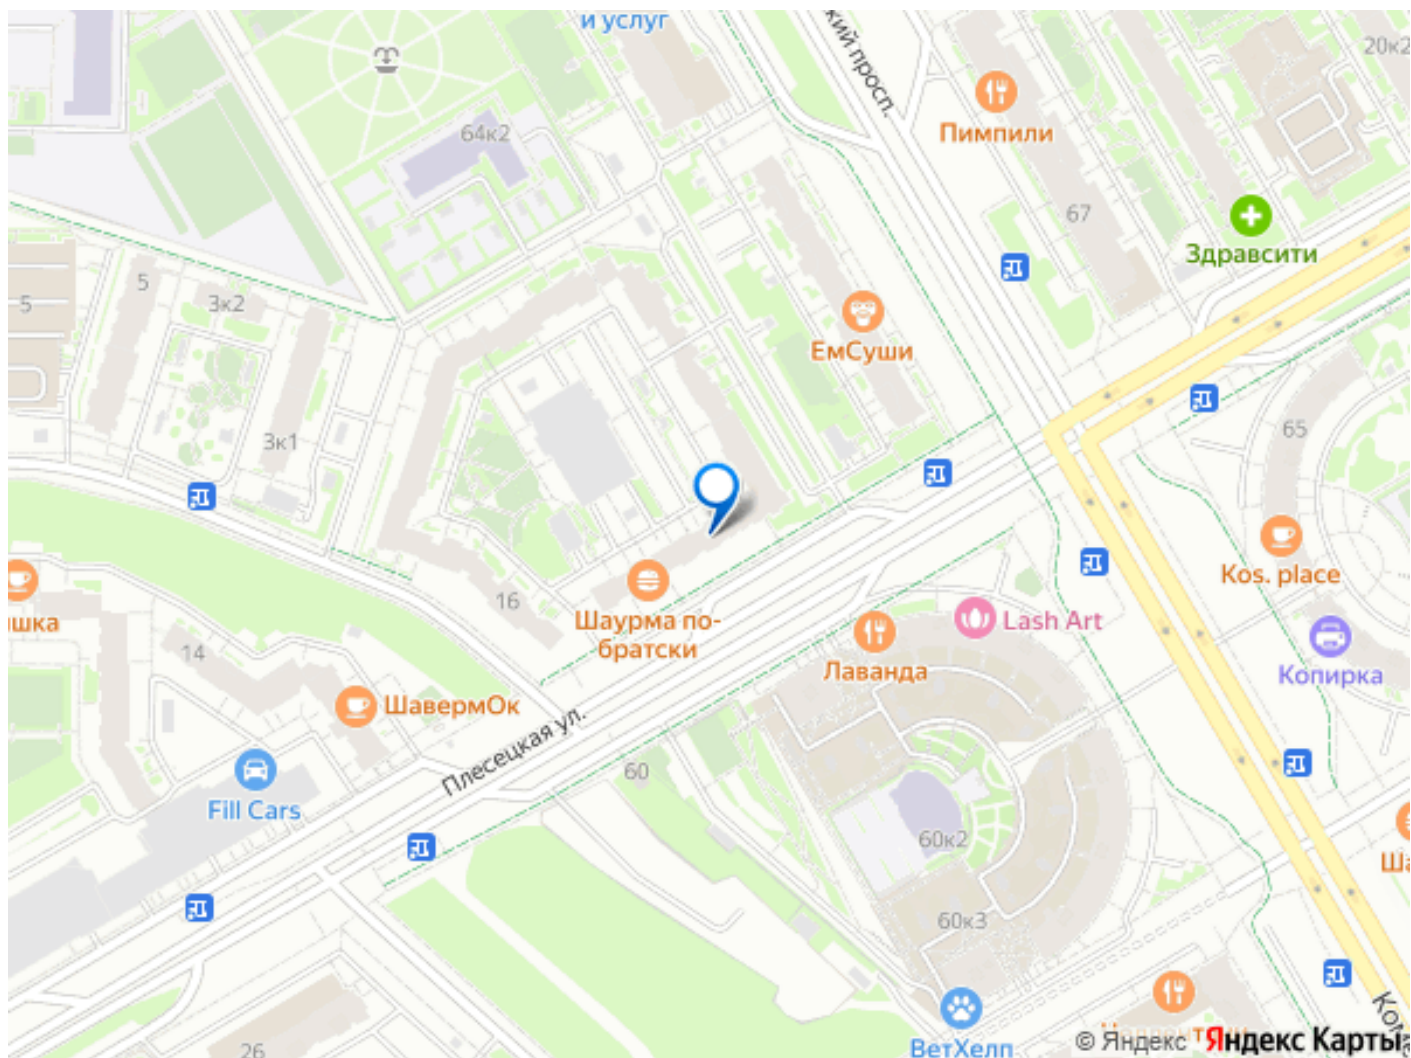 и услуг
кий просп.
20к2
Пимпили
64к2
67
Здравсити
5
3к2
5
ЕмСуши
3к1
65
Kos. place
16
Шаурма по-
братски
Lash Art
14
Лаванда
Копирка
ШавермОк
Плесецкая ул.
60
Fill Cars
60к2
60к3
26
ВетХелп
© Яндекс
Яндекс Карты